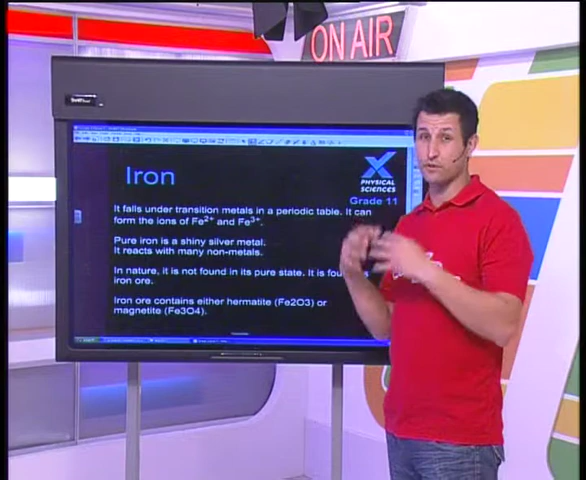 ON AIR
X
PHYSICAL
SCIENCES
Grade 11
Iron
It falls under transition metals in a periodic table. It can
form the ions of Fe²⁺ and Fe³⁺.
Pure iron is a shiny silver metal.
It reacts with many non-metals.
In nature, it is not found in its pure state. It is
iron ore.
Iron ore contains either hermatite (Fe2O3) or
magnetite (Fe3O4).